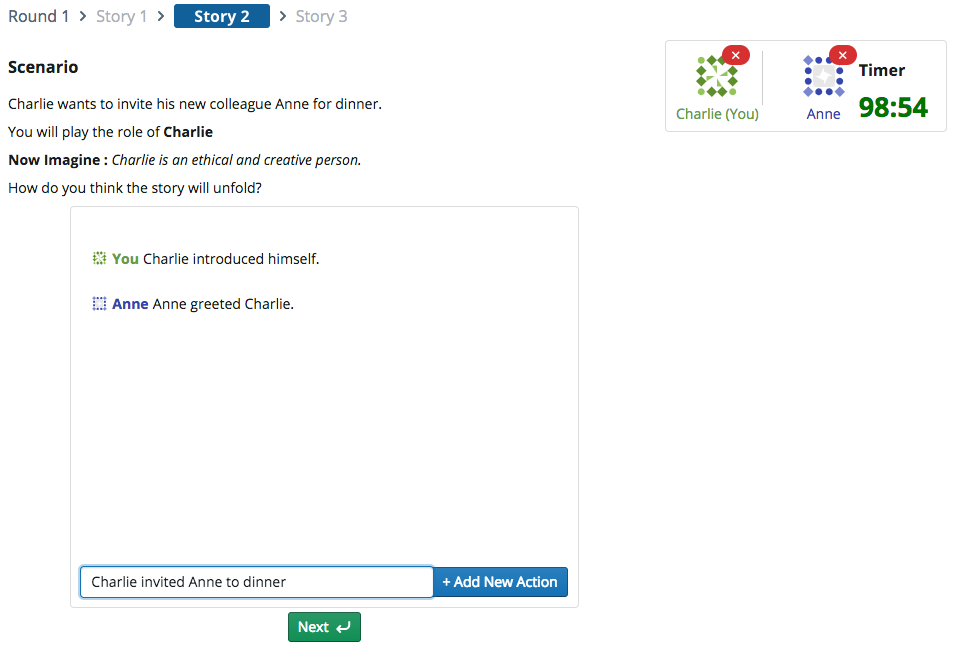 Round 1 > Story 1 > Story 2 > Story 3
Scenario
Charlie wants to invite his new colleague Anne for dinner.
You will play the role of Charlie
Now Imagine : Charlie is an ethical and creative person.
How do you think the story will unfold?
Charlie (You)
Anne
Timer
98:54
You Charlie introduced himself.
Anne Anne greeted Charlie.
Charlie invited Anne to dinner
+ Add New Action
Next